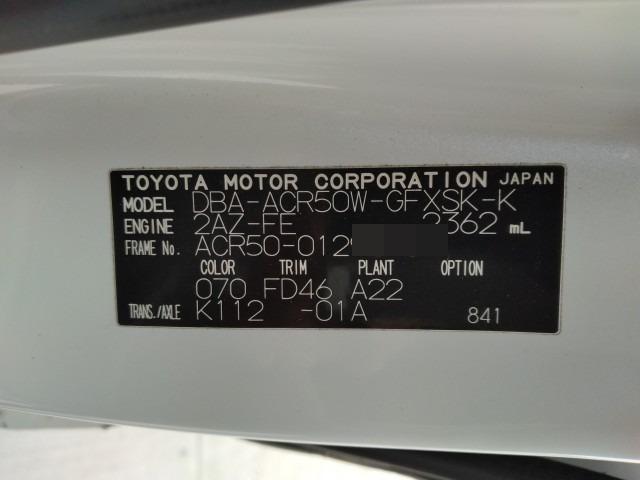 TOYOTA MOTOR CORPORATION JAPAN
MODEL DBA-ACR50W-GFXSK-K
ENGINE 2AZ-FE 2362 mL
FRAME No. ACR50-0129
COLOR TRIM PLANT OPTION
070 FD46 A22
TRANS./AXLE K112 -01A 841